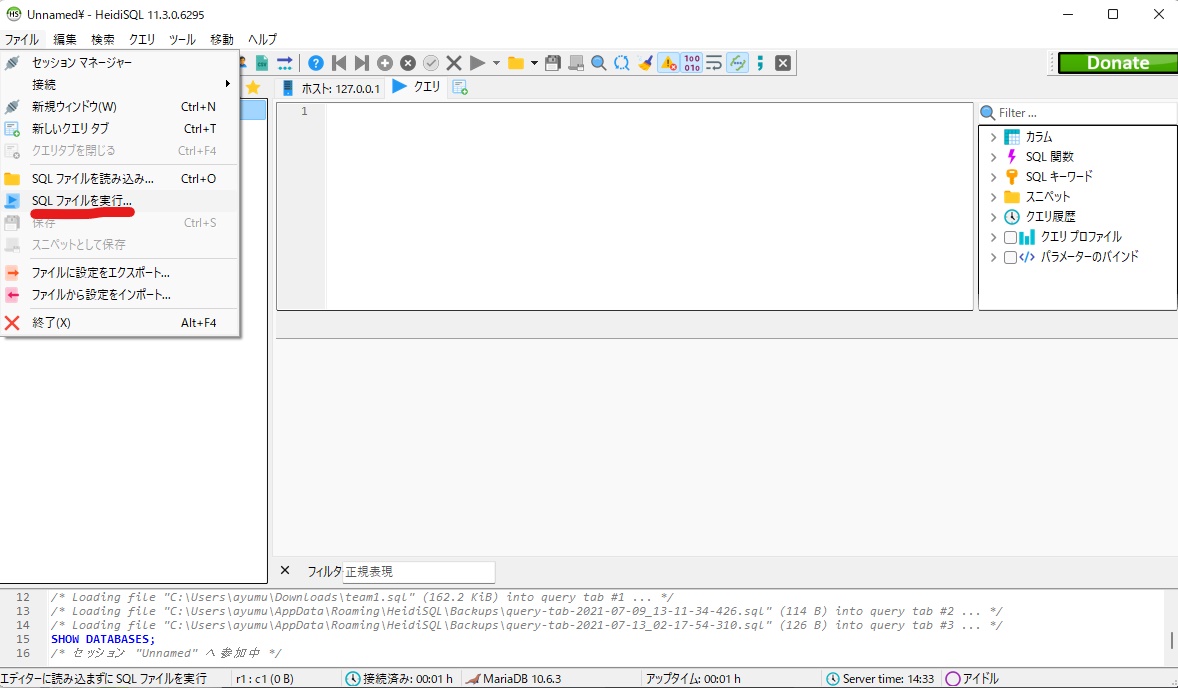 Unnamed¥ - HeidiSQL 11.3.0.6295
ファイル 編集 検索 クエリ ツール 移動 ヘルプ
セッション マネージャー
接続
新規ウィンドウ(W) Ctrl+N
新しいクエリ タブ Ctrl+T
クエリタブを閉じる Ctrl+F4
SQL ファイルを読み込み... Ctrl+O
SQL ファイルを実行...
保存 Ctrl+S
スニペットとして保存
ファイルに設定をエクスポート...
ファイルから設定をインポート...
終了(X) Alt+F4
Donate
ホスト: 127.0.0.1 クエリ
1
Filter ...
カラム
SQL 関数
SQL キーワード
スニペット
クエリ履歴
クエリ プロファイル
パラメーターのバインド
フィルタ 正規表現
12 /* Loading file "C:\Users\ayumu\Downloads\team1.sql" (162.2 KiB) into query tab #1 ... */
13 /* Loading file "C:\Users\ayumu\AppData\Roaming\HeidiSQL\Backups\query-tab-2021-07-09_13-11-34-426.sql" (114 B) into query tab #2 ... */
14 /* Loading file "C:\Users\ayumu\AppData\Roaming\HeidiSQL\Backups\query-tab-2021-07-13_02-17-54-310.sql" (126 B) into query tab #3 ... */
15 SHOW DATABASES;
16 /* セッション "Unnamed" へ参加中 */
エディターに読み込まずに SQL ファイルを実行 r1 : c1 (0 B) 接続済み: 00:01 h MariaDB 10.6.3 アップタイム: 00:01 h Server time: 14:33 アイドル